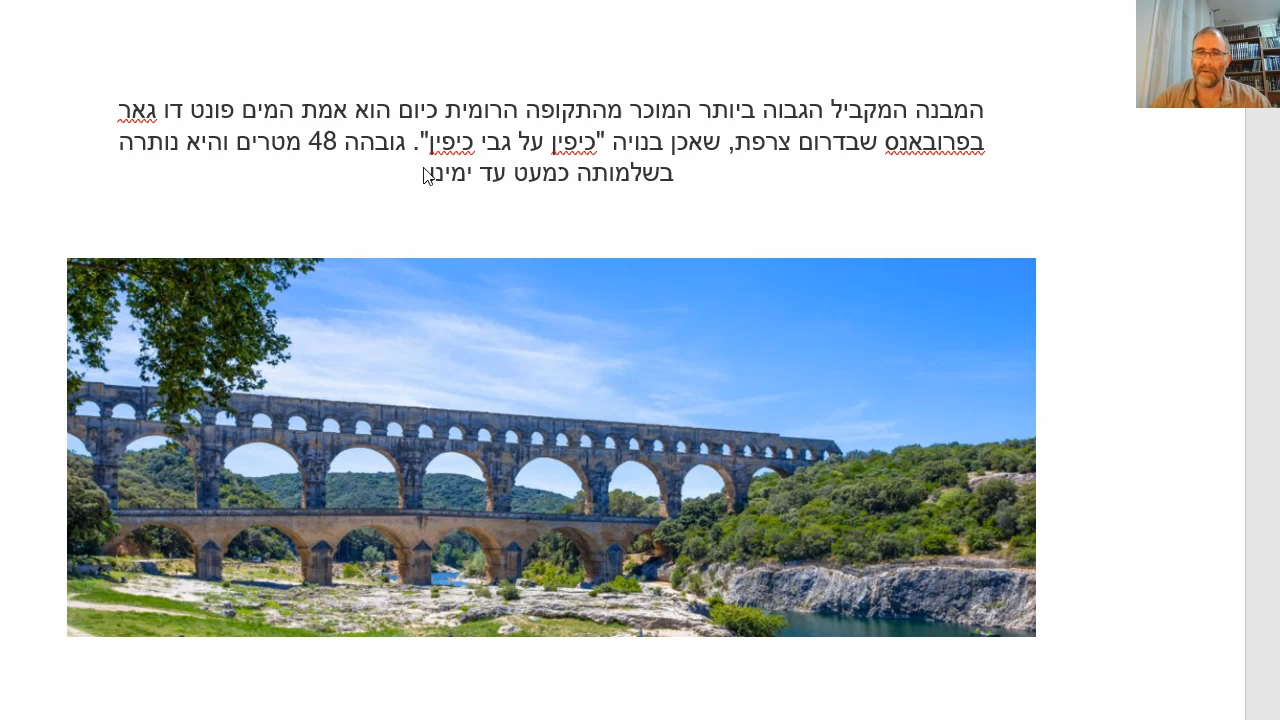 המבנה המקביל הגבוה ביותר המוכר מהתקופה הרומית כיום הוא אמת המים פונט דו גאר
בפרובאנס שבדרום צרפת, שאכן בנויה "כיפין על גבי כיפין". גובהה 48 מטרים והיא נותרה
בשלמותה כמעט עד ימינו